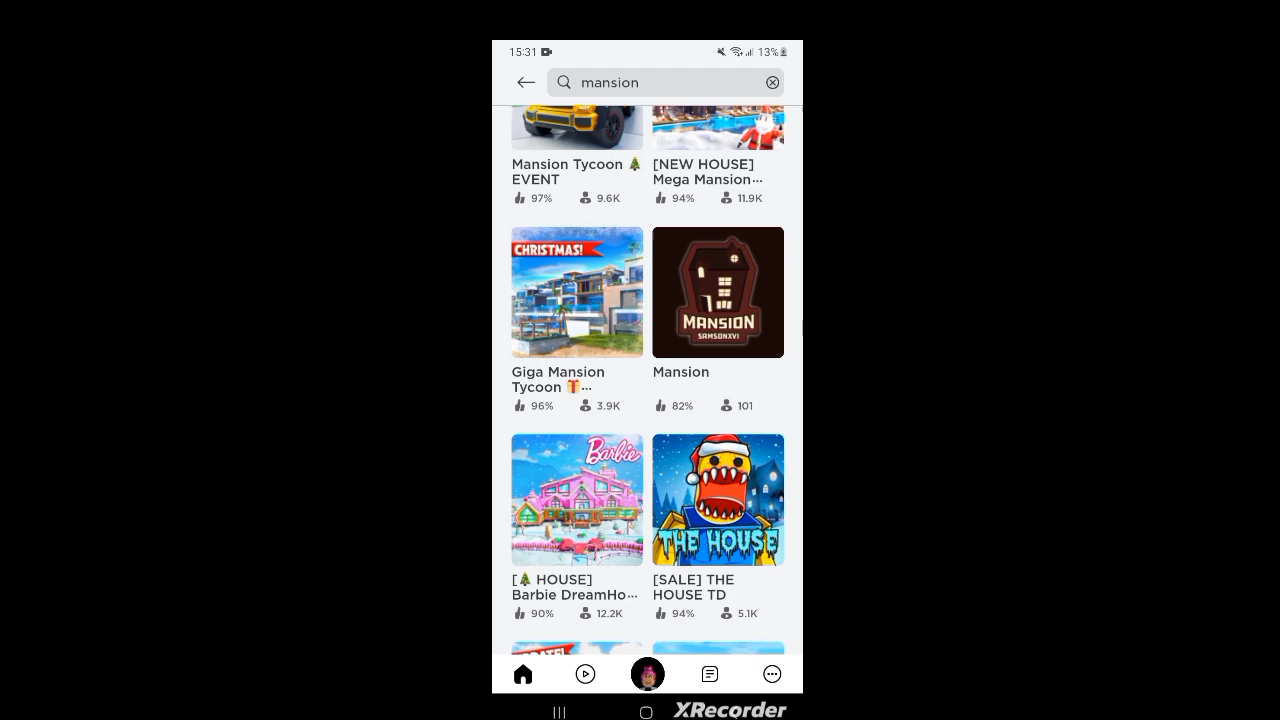 15:31 13%
mansion
Mansion Tycoon 🎄 [NEW HOUSE]
EVENT Mega Mansion...
97% 9.6K 94% 11.9K
CHRISTMAS!
MANSION
SAMSONXVI
Giga Mansion Mansion
Tycoon 🎁...
96% 3.9K 82% 101
Barbie
THE HOUSE
[🎄 HOUSE] [SALE] THE
Barbie DreamHo... HOUSE TD
90% 12.2K 94% 5.1K
UPDATE!
XRecorder